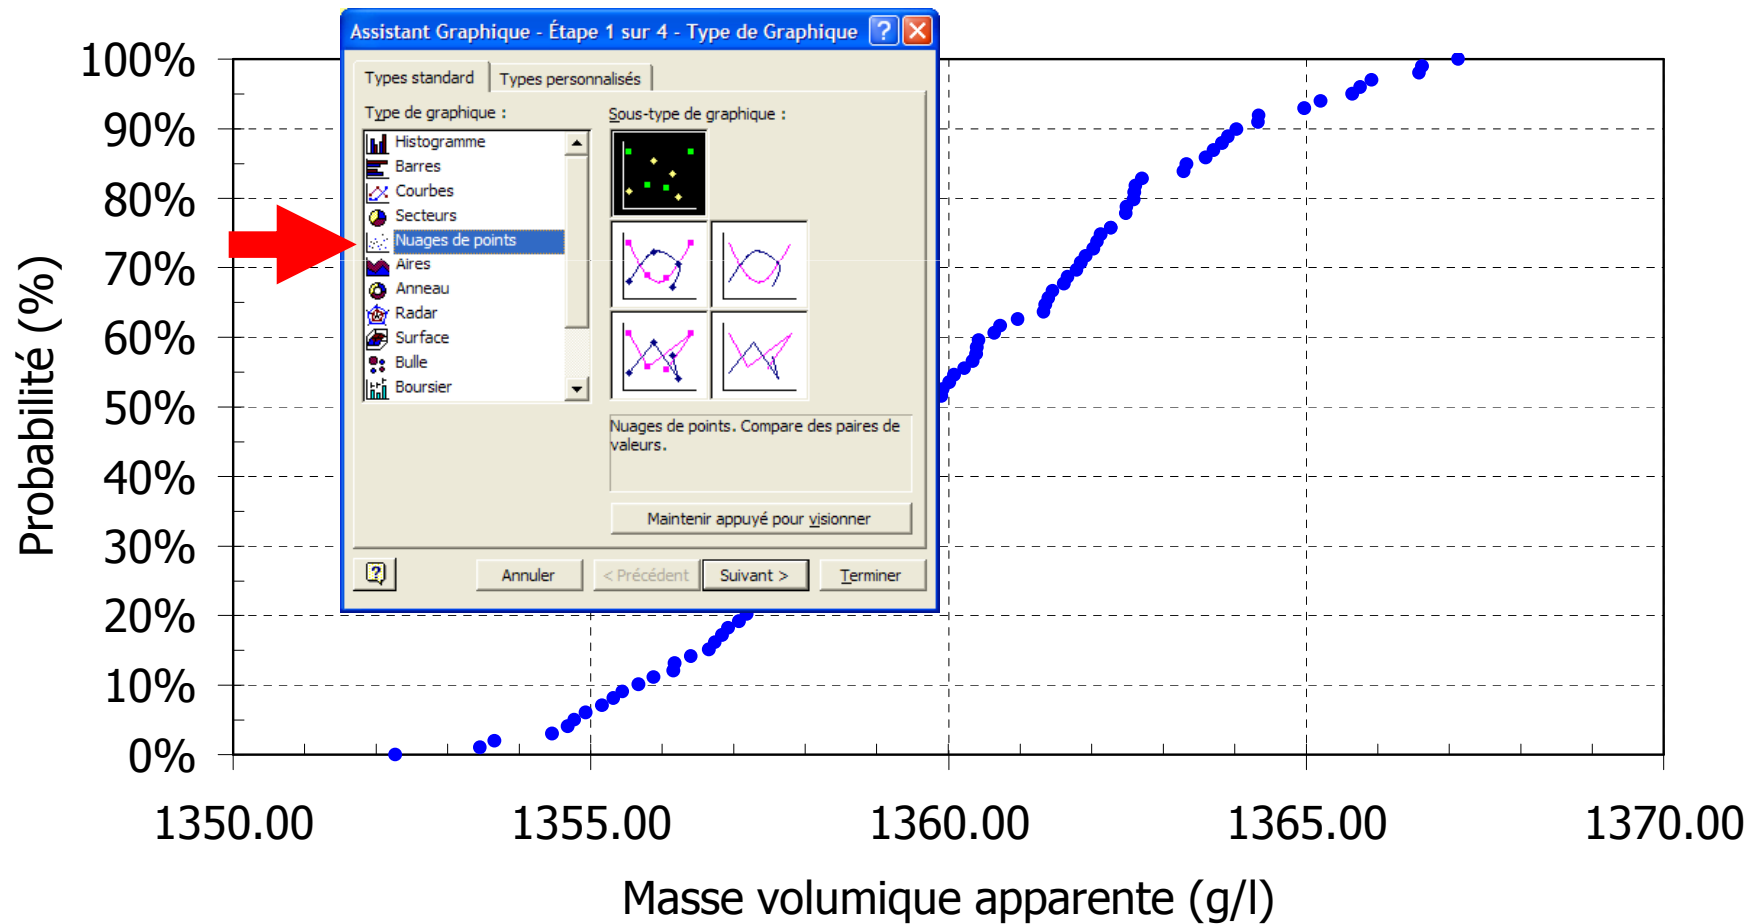 Assistant Graphique - Étape 1 sur 4 - Type de Graphique
Types standard
Types personnalisés
Type de graphique :
Histogramme
Barres
Courbes
Secteurs
Nuages de points
Aires
Anneau
Radar
Surface
Bulle
Boursier
Sous-type de graphique :
Nuages de points. Compare des paires de
valeurs.
Maintenir appuyé pour visionner
Annuler
< Précédent
Suivant >
Terminer
Probabilité (%)
100%
90%
80%
70%
60%
50%
40%
30%
20%
10%
0%
1350.00
1355.00
1360.00
1365.00
1370.00
Masse volumique apparente (g/l)